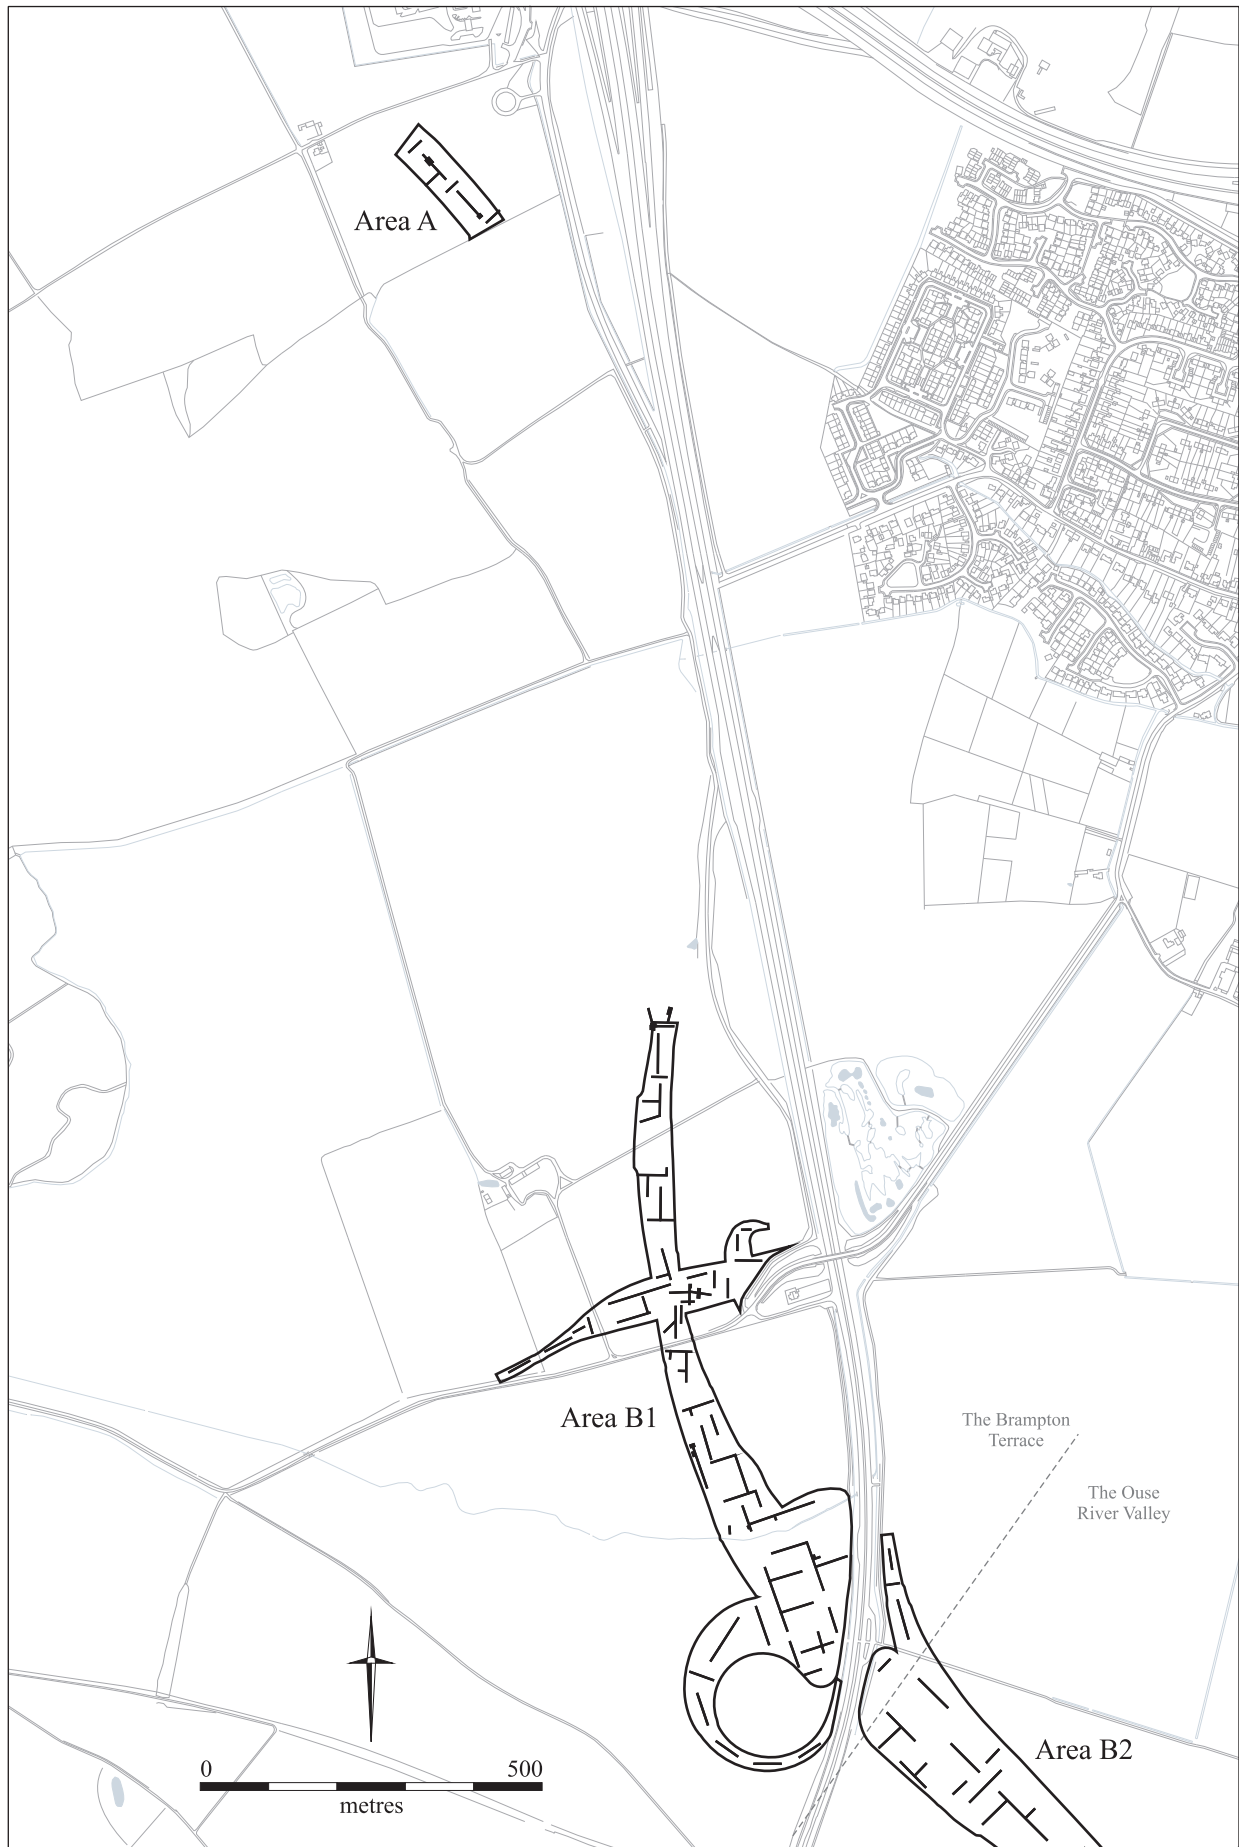 Area A
Area B1
The Brampton
Terrace
The Ouse
River Valley
Area B2
0 500
metres